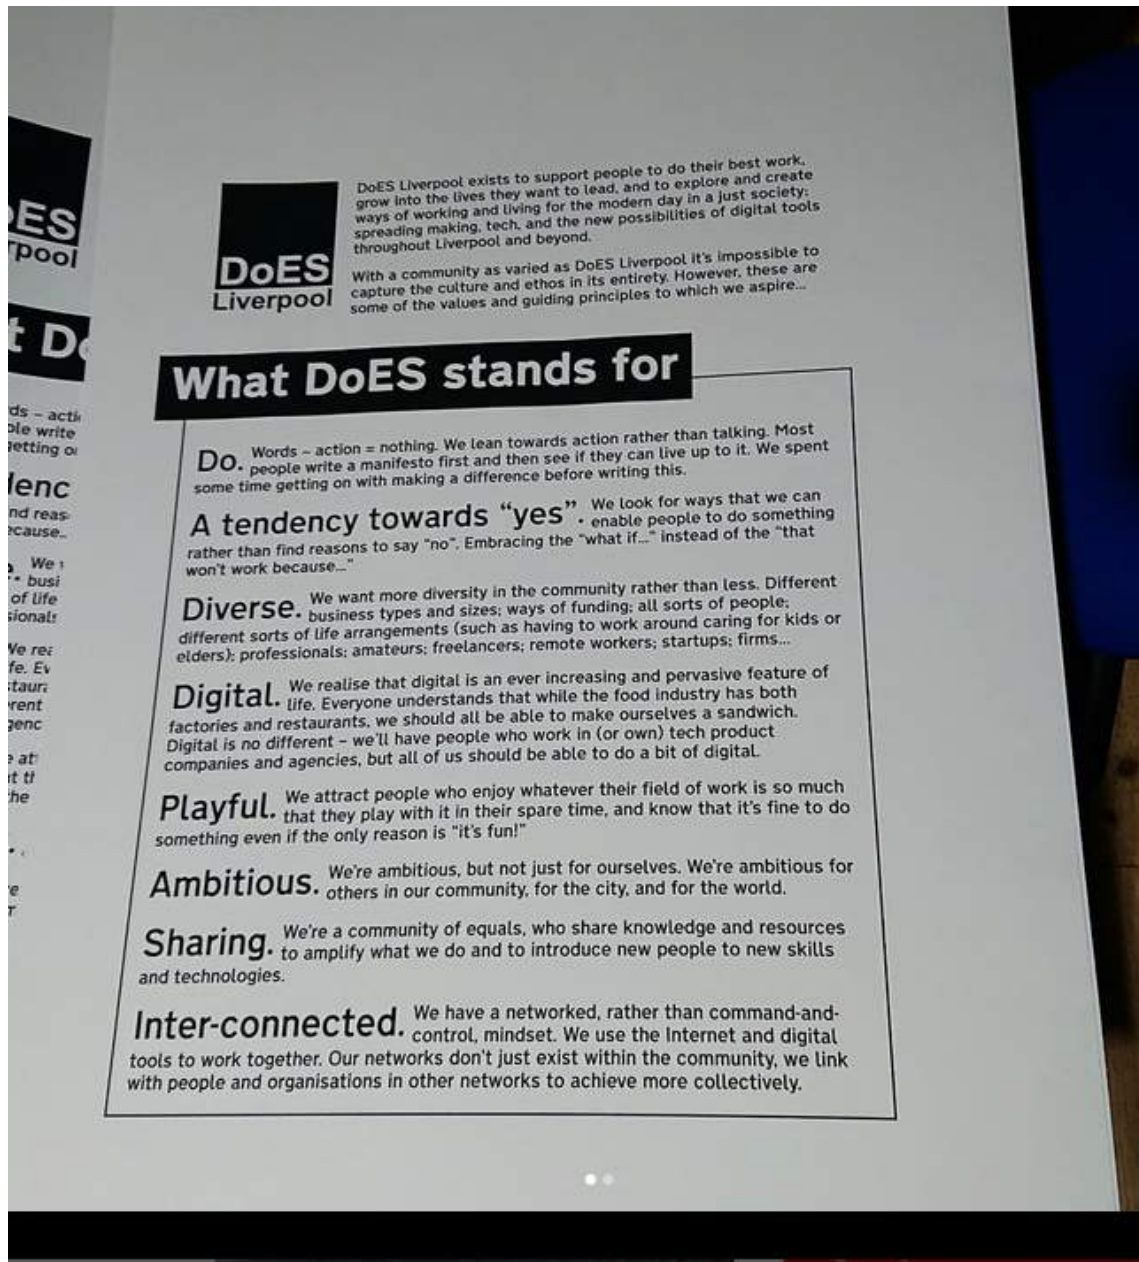 DoES
Liverpool
DoES Liverpool exists to support people to do their best work,
grow into the lives they want to lead, and to explore and create
ways of working and living for the modern day in a just society;
spreading making, tech, and the new possibilities of digital tools
throughout Liverpool and beyond.
With a community as varied as DoES Liverpool it's impossible to
capture the culture and ethos in its entirety. However, these are
some of the values and guiding principles to which we aspire...
What DoES stands for
Do. Words – action = nothing. We lean towards action rather than talking. Most
people write a manifesto first and then see if they can live up to it. We spent
some time getting on with making a difference before writing this.
A tendency towards "yes". We look for ways that we can
enable people to do something
rather than find reasons to say "no". Embracing the "what if..." instead of the "that
won't work because..."
Diverse. We want more diversity in the community rather than less. Different
business types and sizes; ways of funding; all sorts of people;
different sorts of life arrangements (such as having to work around caring for kids or
elders); professionals; amateurs; freelancers; remote workers; startups; firms...
Digital. We realise that digital is an ever increasing and pervasive feature of
life. Everyone understands that while the food industry has both
factories and restaurants, we should all be able to make ourselves a sandwich.
Digital is no different – we'll have people who work in (or own) tech product
companies and agencies, but all of us should be able to do a bit of digital.
Playful. We attract people who enjoy whatever their field of work is so much
that they play with it in their spare time, and know that it's fine to do
something even if the only reason is "it's fun!"
Ambitious. We're ambitious, but not just for ourselves. We're ambitious for
others in our community, for the city, and for the world.
Sharing. We're a community of equals, who share knowledge and resources
to amplify what we do and to introduce new people to new skills
and technologies.
Inter-connected. We have a networked, rather than command-and-
control, mindset. We use the Internet and digital
tools to work together. Our networks don't just exist within the community, we link
with people and organisations in other networks to achieve more collectively.